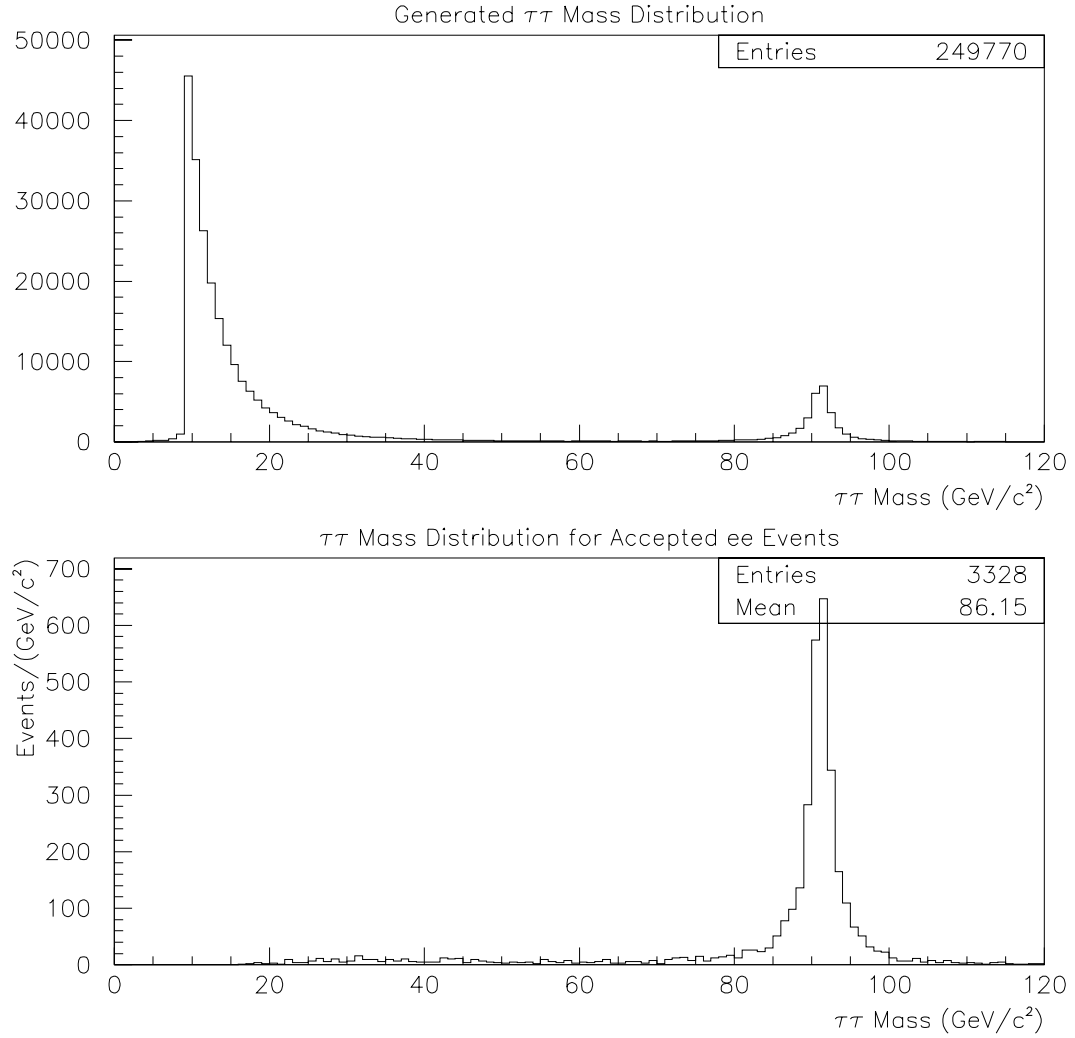 Generated ττ Mass Distribution
Entries 249770
50000
40000
30000
20000
10000
0
0 20 40 60 80 100 120
ττ Mass (GeV/c²)
ττ Mass Distribution for Accepted ee Events
Entries 3328
Mean 86.15
Events/(GeV/c²)
700
600
500
400
300
200
100
0
0 20 40 60 80 100 120
ττ Mass (GeV/c²)